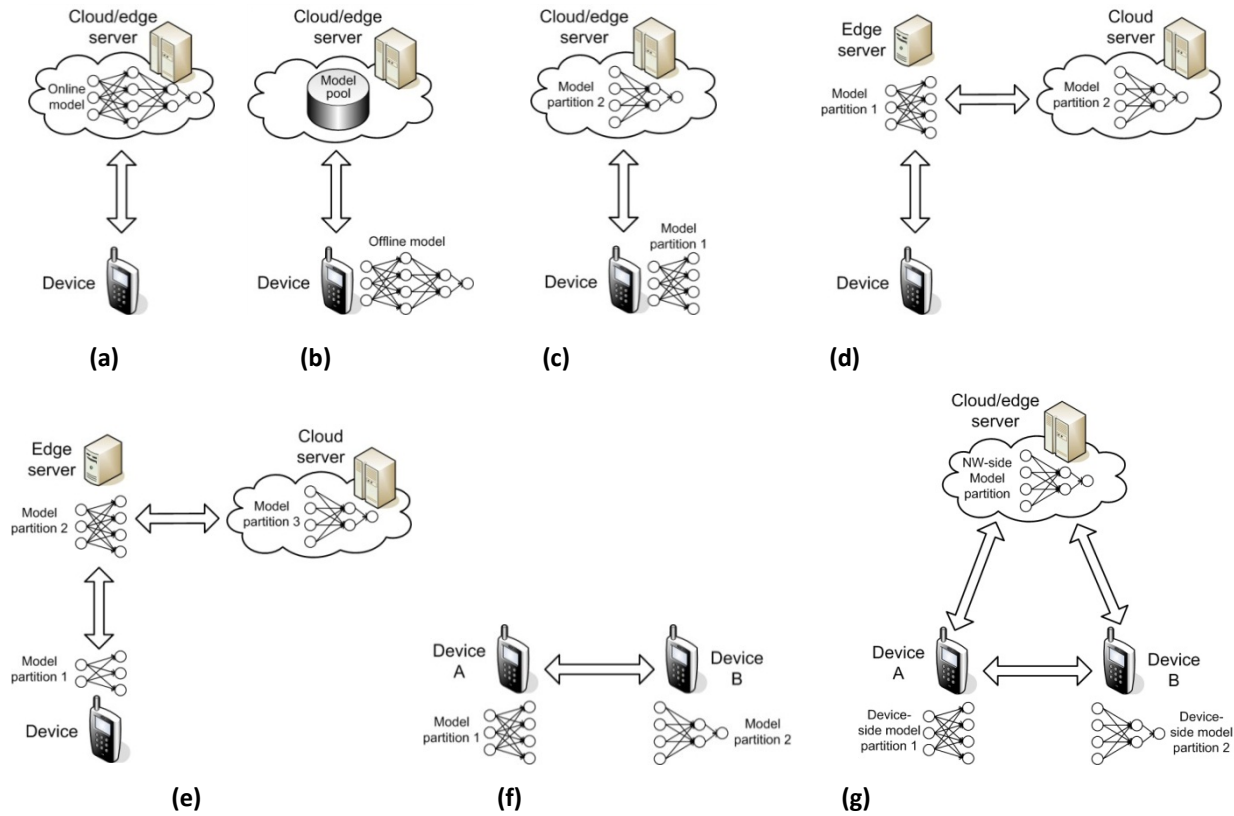 Cloud/edge
server
Online
model
Device
(a)
Cloud/edge
server
Model
pool
Offline model
Device
(b)
Cloud/edge
server
Model
partition 2
Model
partition 1
Device
(c)
Edge
server
Model
partition 1
Cloud
server
Model
partition 2
Device
(d)
Edge
server
Model
partition 2
Cloud
server
Model
partition 3
Model
partition 1
Device
(e)
Device
A
Device
B
Model
partition 1
Model
partition 2
(f)
Cloud/edge
server
NW-side
Model
partition
Device
A
Device
B
Device-
side model
partition 1
Device-
side model
partition 2
(g)